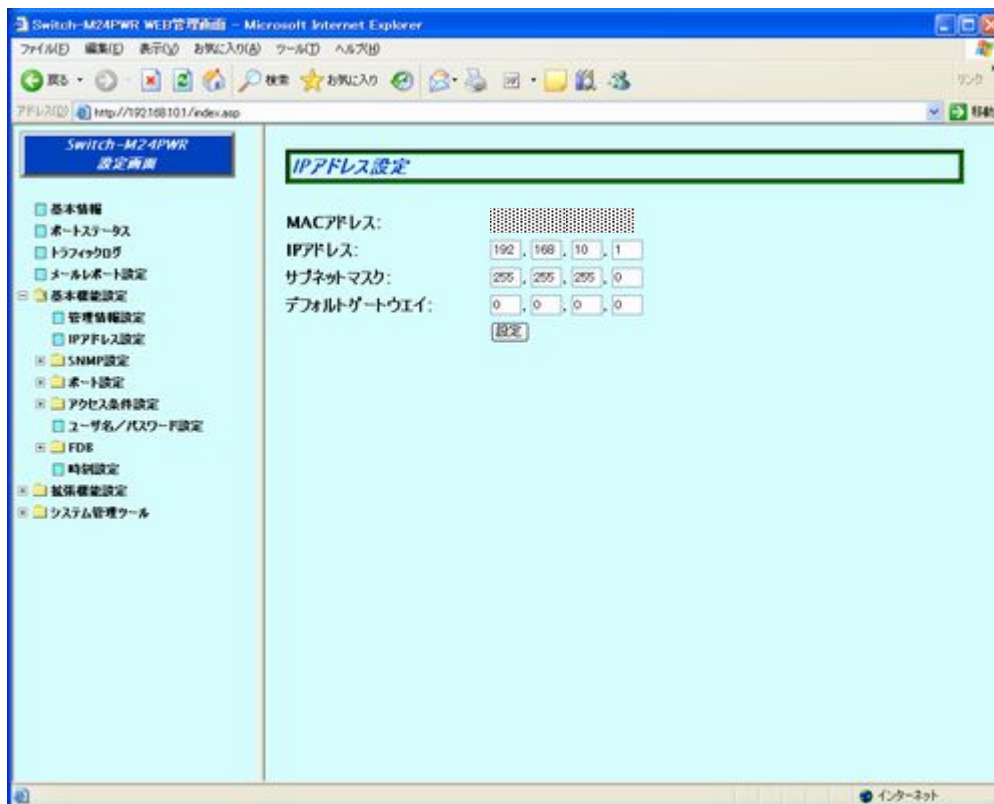 Switch-M24PWR WEB管理画面 - Microsoft Internet Explorer
ファイル(F) 編集(E) 表示(V) お気に入り(A) ツール(T) ヘルプ(H)
戻る 検索 お気に入り
リンク
アドレス(D) http://192.168.10.1/index.asp 移動
Switch-M24PWR
設定画面
基本情報
ポートステータス
トラフィックログ
メールレポート設定
基本機能設定
管理情報設定
IPアドレス設定
SNMP設定
ポート設定
アクセス条件設定
ユーザ名/パスワード設定
FDB
時刻設定
拡張機能設定
システム管理ツール
IPアドレス設定
MACアドレス:
IPアドレス: 192 . 168 . 10 . 1
サブネットマスク: 255 . 255 . 255 . 0
デフォルトゲートウエイ: 0 . 0 . 0 . 0
設定
インターネット